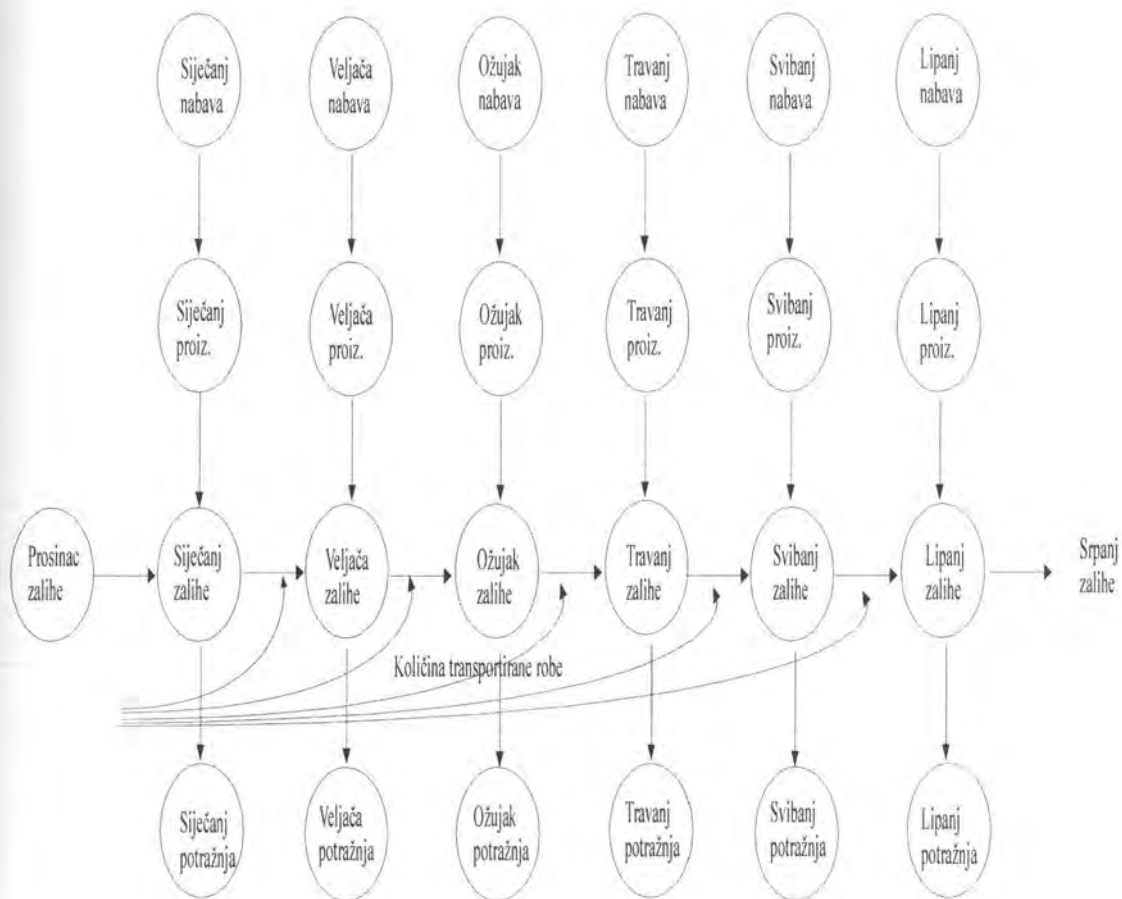 Siječanj
nabava
Veljača
nabava
Ožujak
nabava
Travanj
nabava
Svibanj
nabava
Lipanj
nabava
Siječanj
proiz.
Veljača
proiz.
Ožujak
proiz.
Travanj
proiz.
Svibanj
proiz.
Lipanj
proiz.
Prosinac
zalihe
Siječanj
zalihe
Veljača
zalihe
Ožujak
zalihe
Travanj
zalihe
Svibanj
zalihe
Lipanj
zalihe
Srpanj
zalihe
Količina transportirane robe
Siječanj
potražnja
Veljača
potražnja
Ožujak
potražnja
Travanj
potražnja
Svibanj
potražnja
Lipanj
potražnja